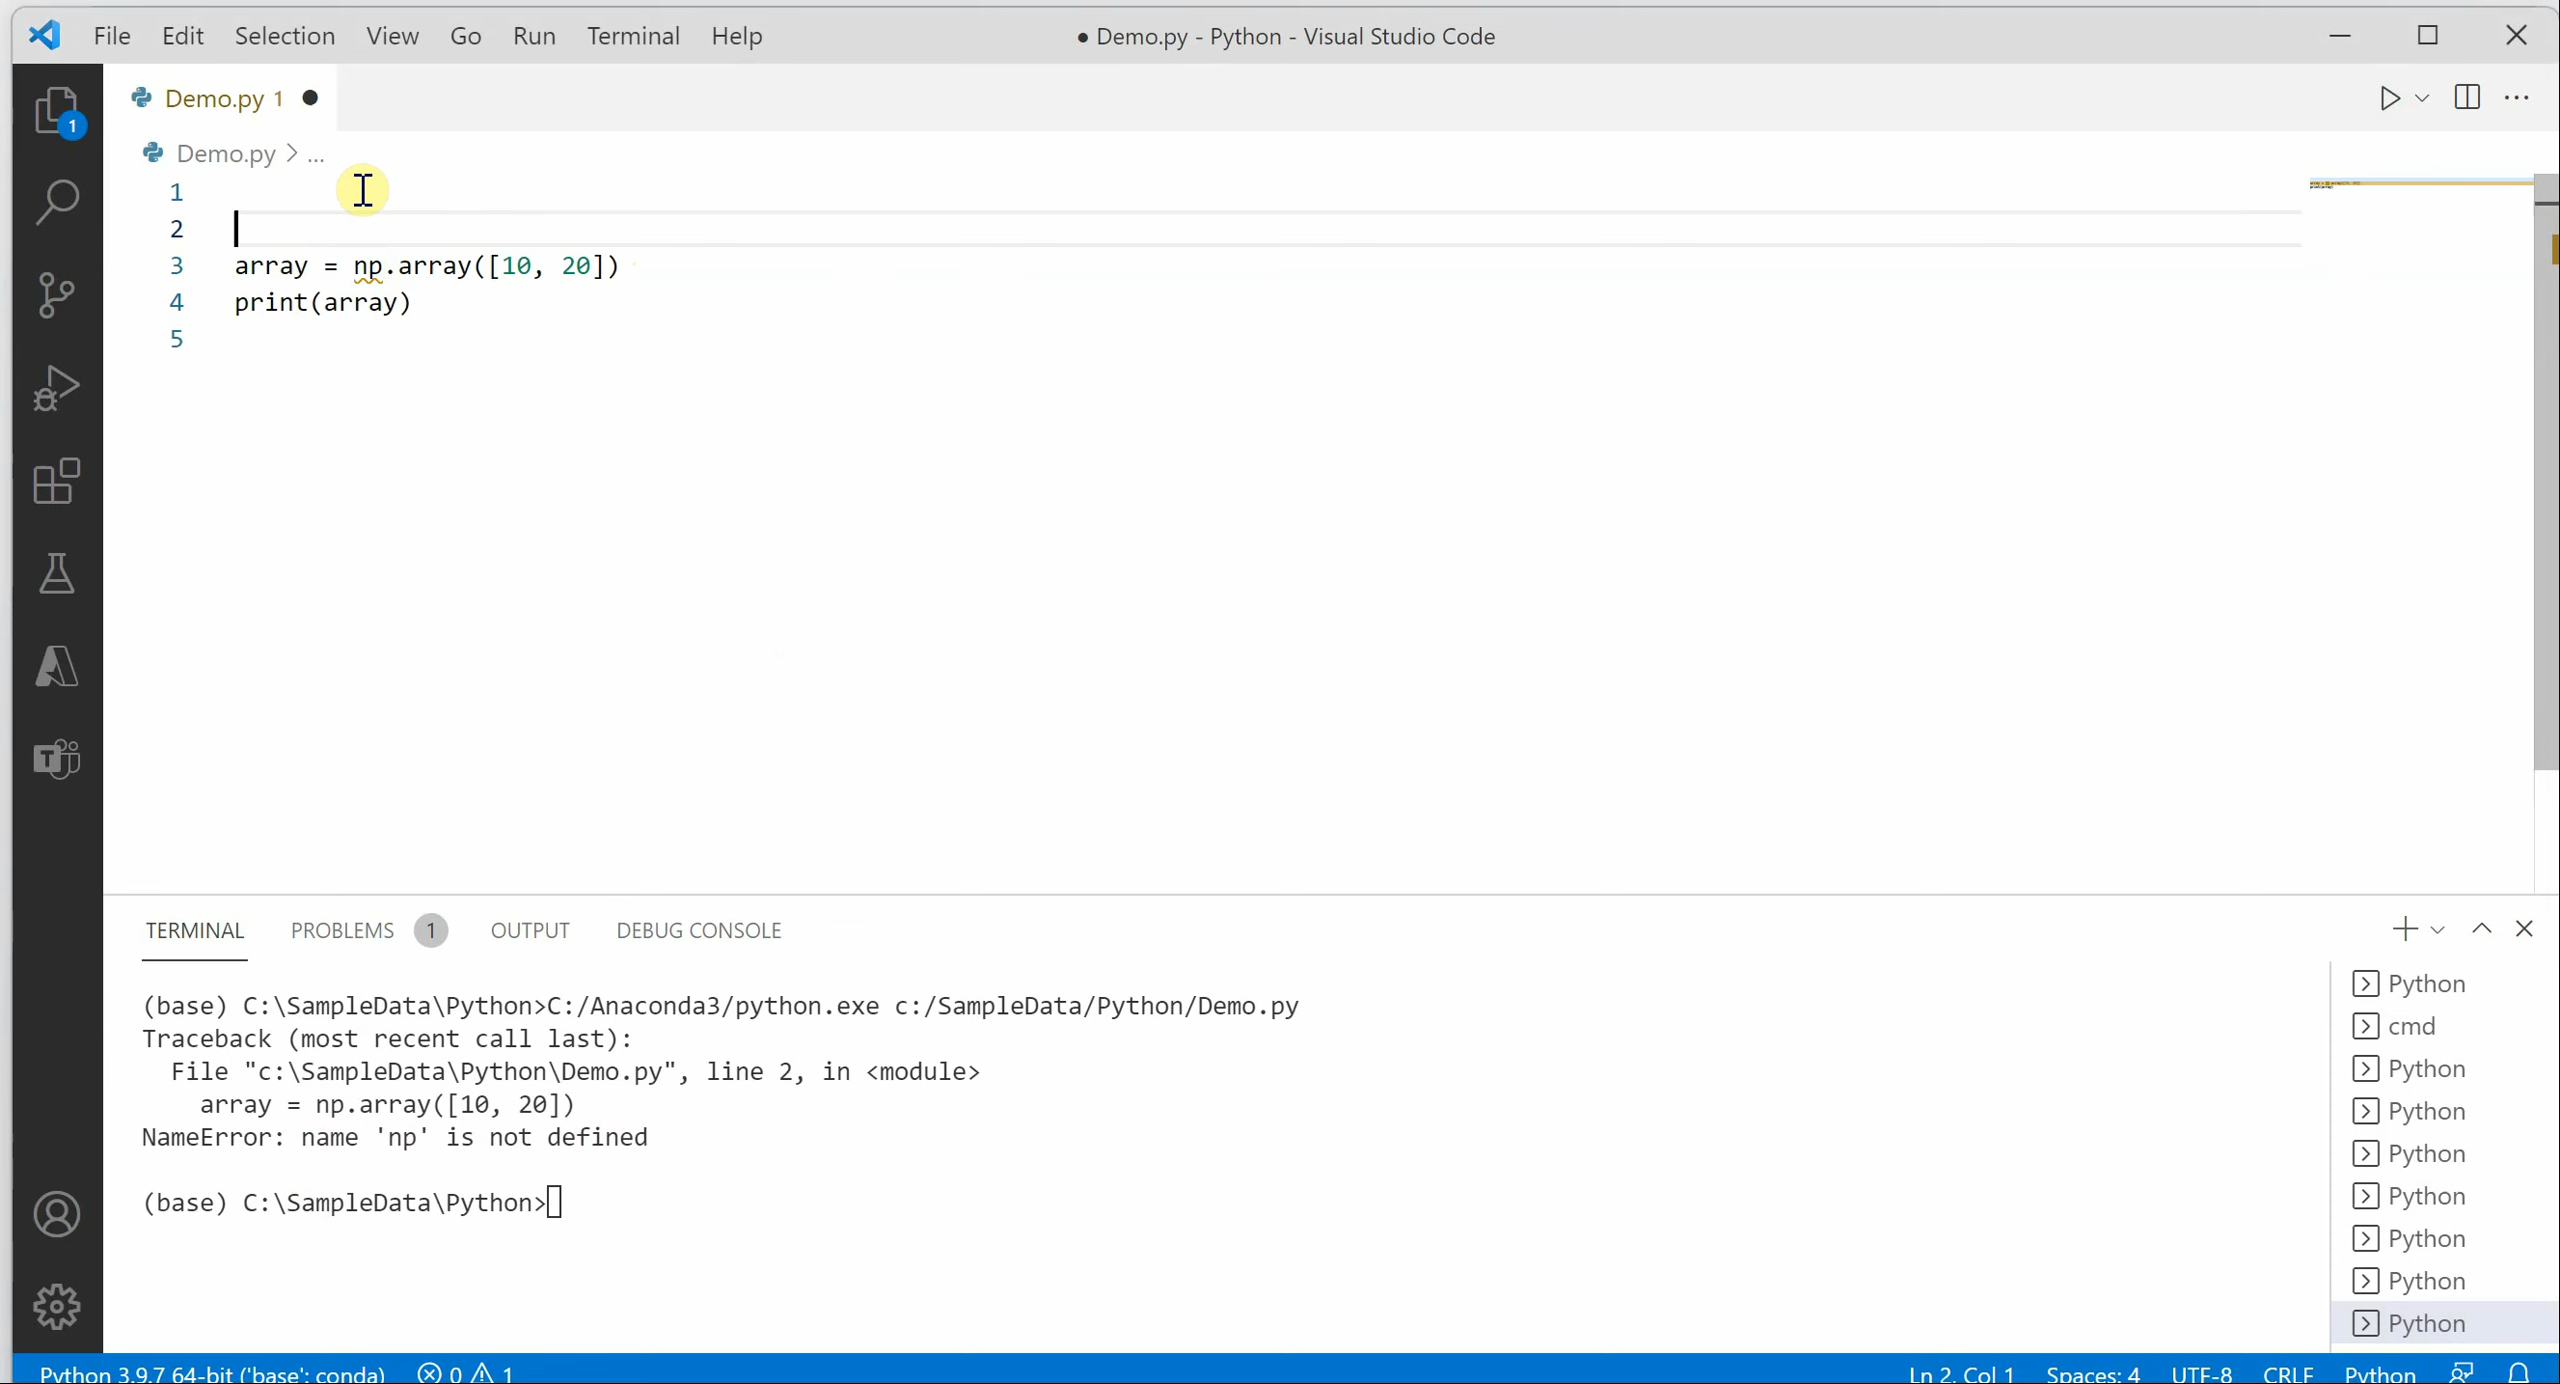 File Edit Selection View Go Run Terminal Help
● Demo.py - Python - Visual Studio Code
Demo.py 1 ●
1
Demo.py > ...
1
2
3 array = np.array([10, 20])
4 print(array)
5
TERMINAL PROBLEMS 1 OUTPUT DEBUG CONSOLE
(base) C:\SampleData\Python>C:/Anaconda3/python.exe c:/SampleData/Python/Demo.py
Traceback (most recent call last):
File "c:\SampleData\Python\Demo.py", line 2, in <module>
array = np.array([10, 20])
NameError: name 'np' is not defined
(base) C:\SampleData\Python>
Python
cmd
Python
Python
Python
Python
Python
Python
Python
Python 3.9.7 64-bit ('base': conda) 0 1 Ln 2, Col 1 Spaces: 4 UTF-8 CRLF Python